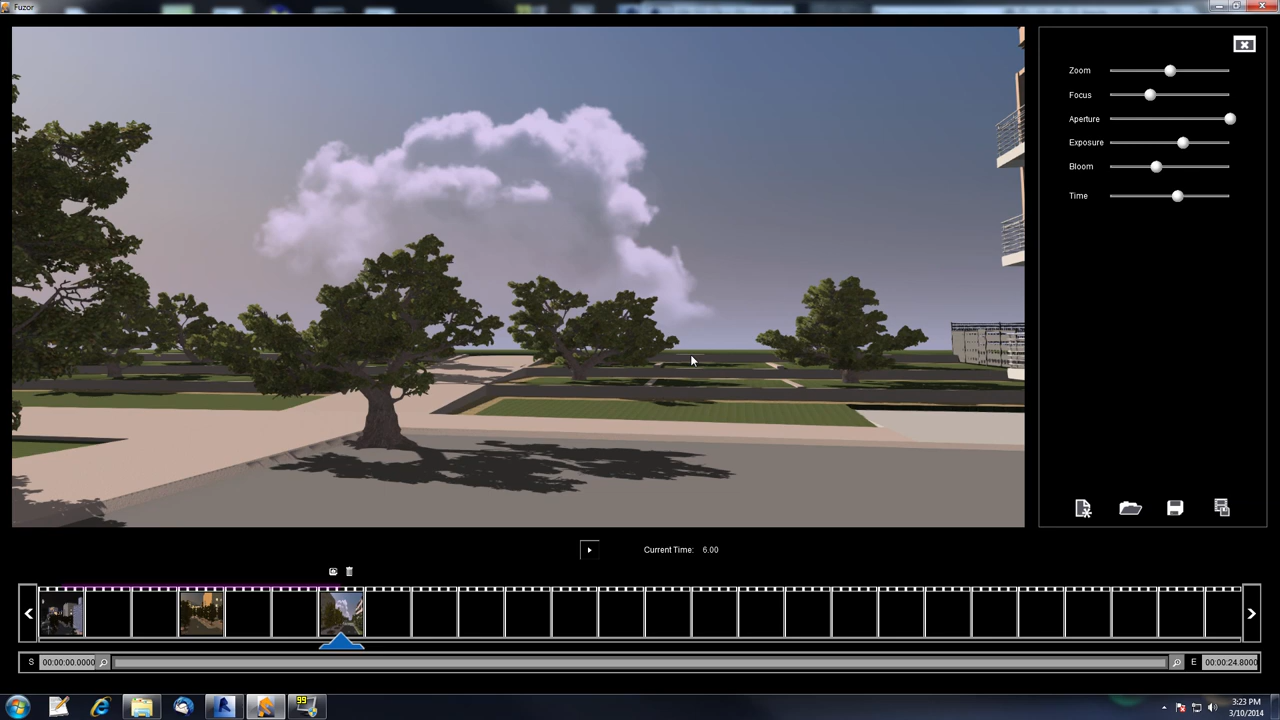 Fuzor
Zoom
Focus
Aperture
Exposure
Bloom
Time
Current Time: 6.00
S 00:00:00.0000
E 00:00:24.8000
99
3:23 PM
3/10/2014